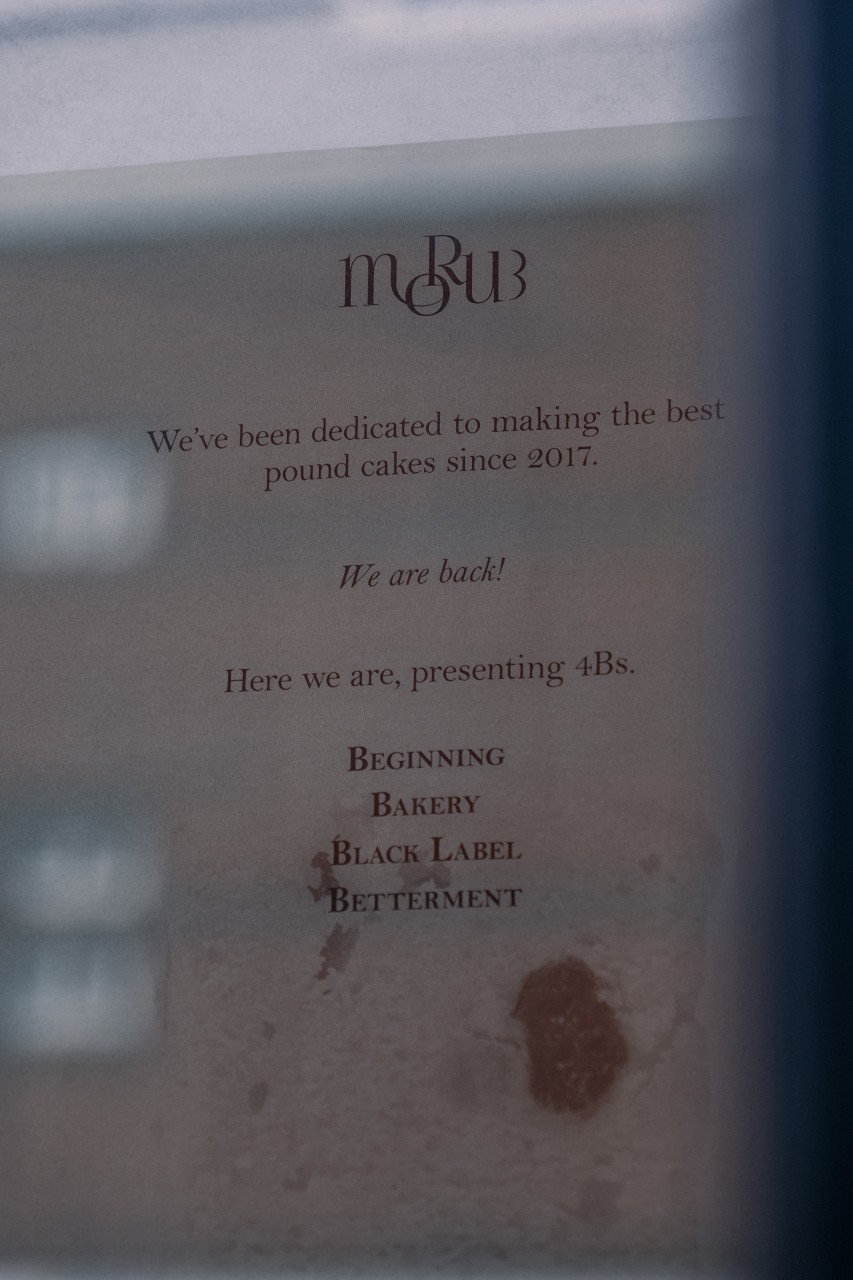 moRu3
We've been dedicated to making the best
pound cakes since 2017.
We are back!
Here we are, presenting 4Bs.
BEGINNING
BAKERY
BLACK LABEL
BETTERMENT